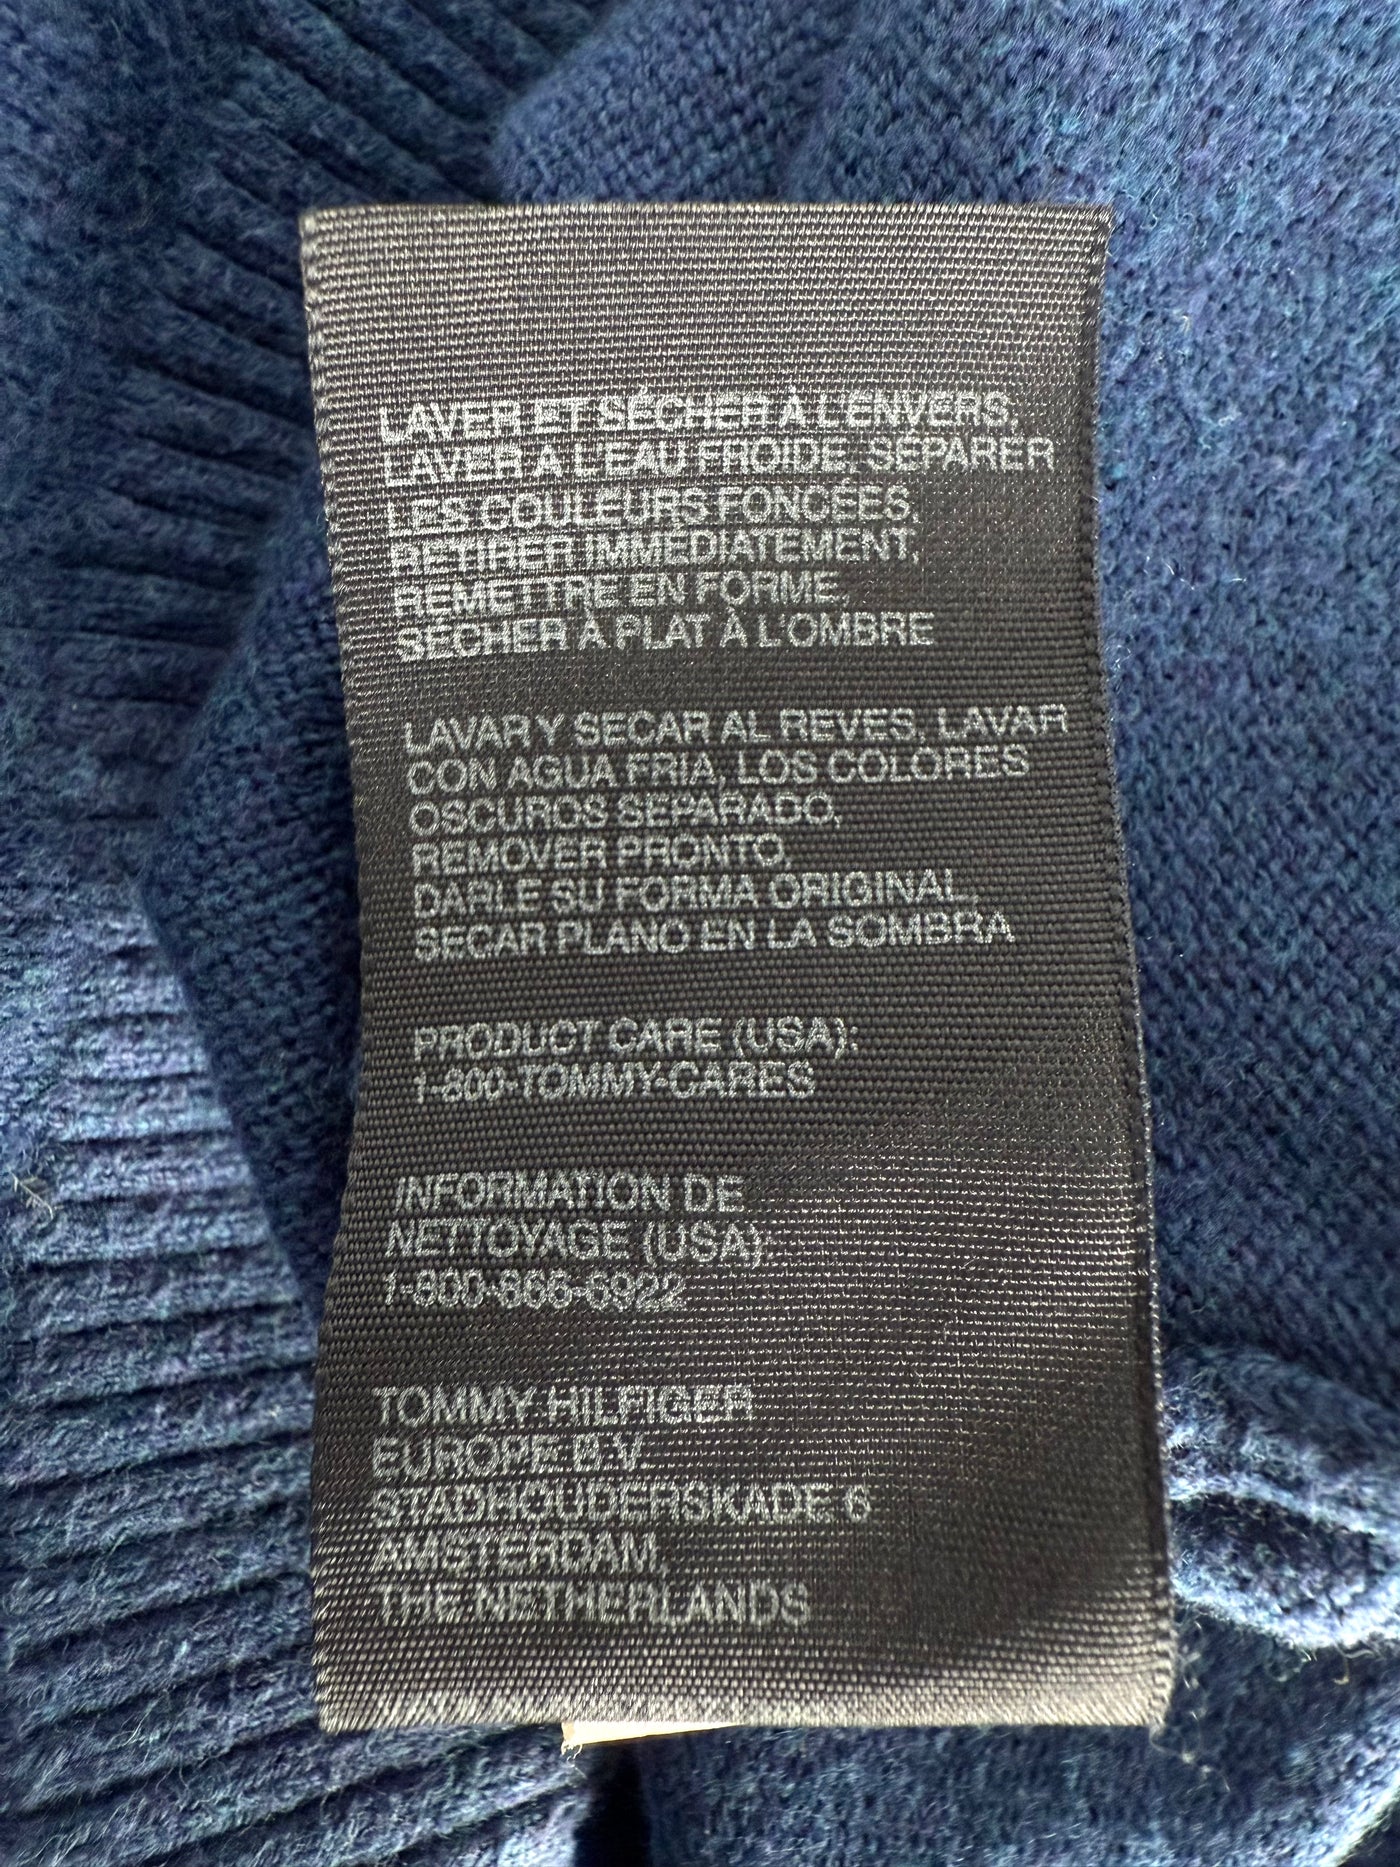 LAVER ET SÉCHER À L'ENVERS,
LAVER A L'EAU FROIDE, SÉPARER
LES COULEURS FONCÉES,
RETIRER IMMÉDIATEMENT,
REMETTRE EN FORME,
SÉCHER À PLAT À L'OMBRE
LAVAR Y SECAR AL REVES, LAVAR
CON AGUA FRIA, LOS COLORES
OSCUROS SEPARADO,
REMOVER PRONTO,
DARLE SU FORMA ORIGINAL,
SECAR PLANO EN LA SOMBRA
PRODUCT CARE (USA):
1-800-TOMMY-CARES
INFORMATION DE
NETTOYAGE (USA):
1-800-866-6922
TOMMY HILFIGER
EUROPE B.V.
STADHOUDERSKADE 6
AMSTERDAM,
THE NETHERLANDS